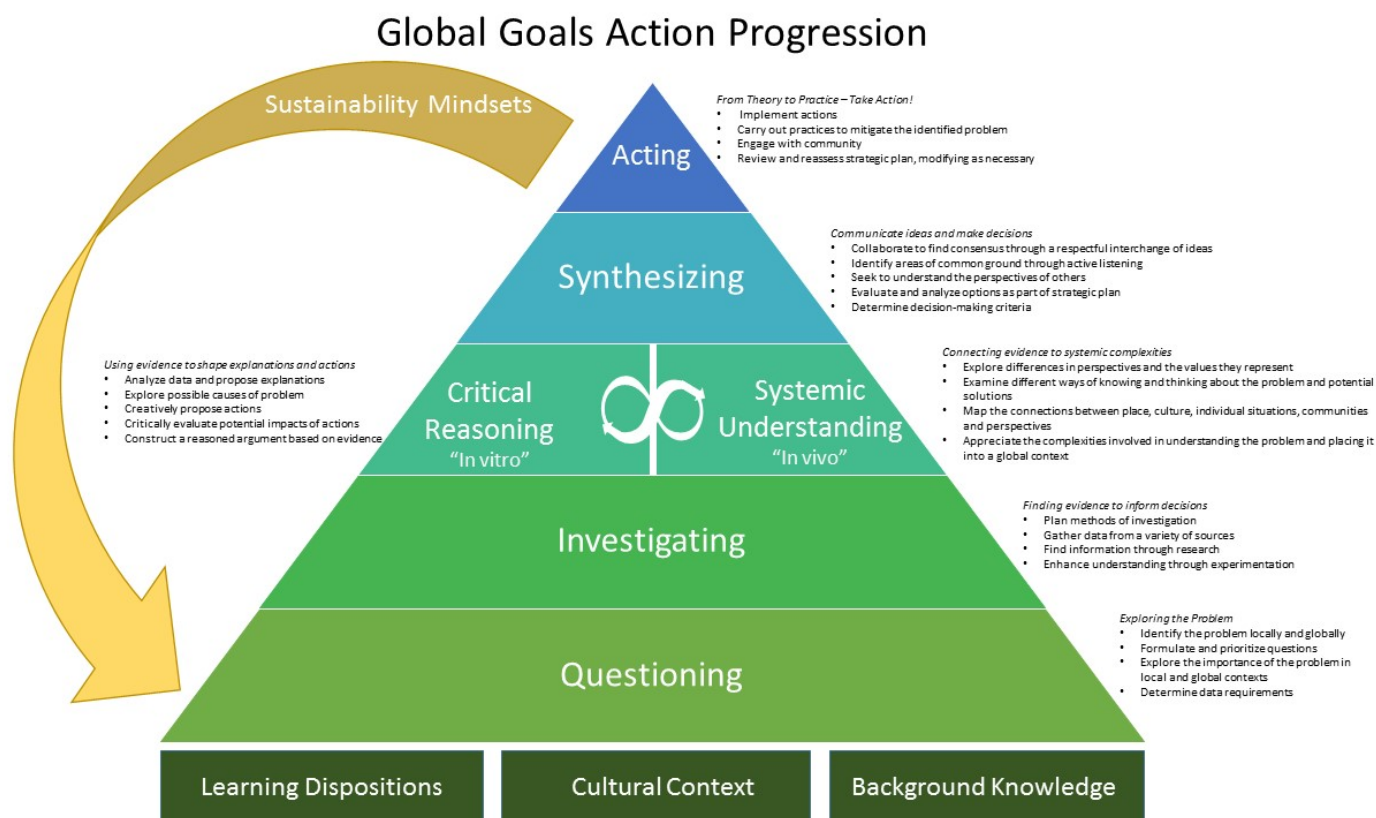 Global Goals Action Progression
Sustainability Mindsets
Acting
From Theory to Practice – Take Action!
• Implement actions
• Carry out practices to mitigate the identified problem
• Engage with community
• Review and reassess strategic plan, modifying as necessary
Synthesizing
Communicate ideas and make decisions
• Collaborate to find consensus through a respectful interchange of ideas
• Identify areas of common ground through active listening
• Seek to understand the perspectives of others
• Evaluate and analyze options as part of strategic plan
• Determine decision-making criteria
Using evidence to shape explanations and actions
• Analyze data and propose explanations
• Explore possible causes of problem
• Creatively propose actions
• Critically evaluate potential impacts of actions
• Construct a reasoned argument based on evidence
Critical
Reasoning
"In vitro"
Systemic
Understanding
"In vivo"
Connecting evidence to systemic complexities
• Explore differences in perspectives and the values they represent
• Examine different ways of knowing and thinking about the problem and potential
solutions
• Map the connections between place, culture, individual situations, communities
and perspectives
• Appreciate the complexities involved in understanding the problem and placing it
into a global context
Investigating
Finding evidence to inform decisions
• Plan methods of investigation
• Gather data from a variety of sources
• Find information through research
• Enhance understanding through experimentation
Questioning
Exploring the Problem
• Identify the problem locally and globally
• Formulate and prioritize questions
• Explore the importance of the problem in
local and global contexts
• Determine data requirements
Learning Dispositions
Cultural Context
Background Knowledge